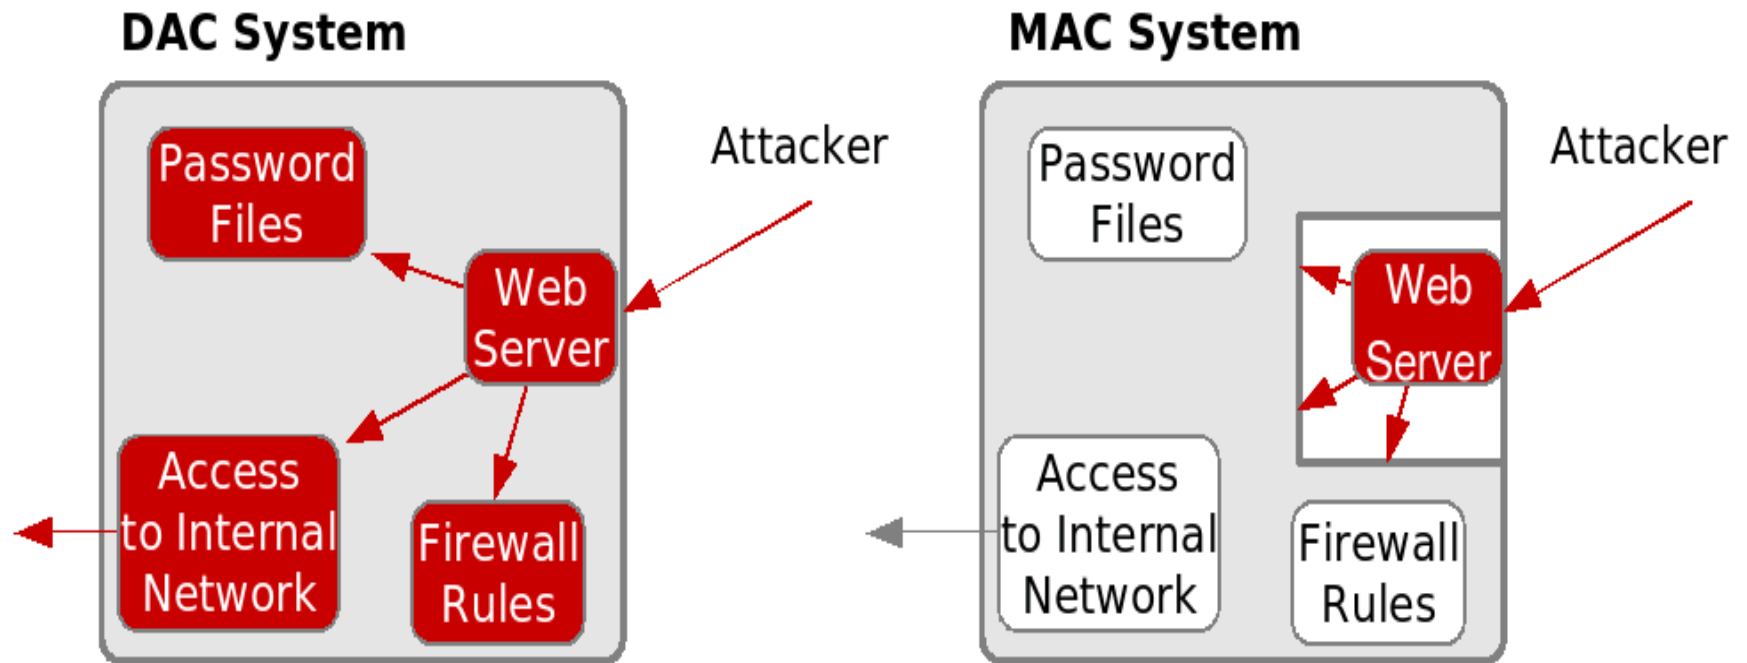 DAC System
Attacker
Password
Files
Web
Server
Access
to Internal
Network
Firewall
Rules
MAC System
Attacker
Password
Files
Web
Server
Access
to Internal
Network
Firewall
Rules